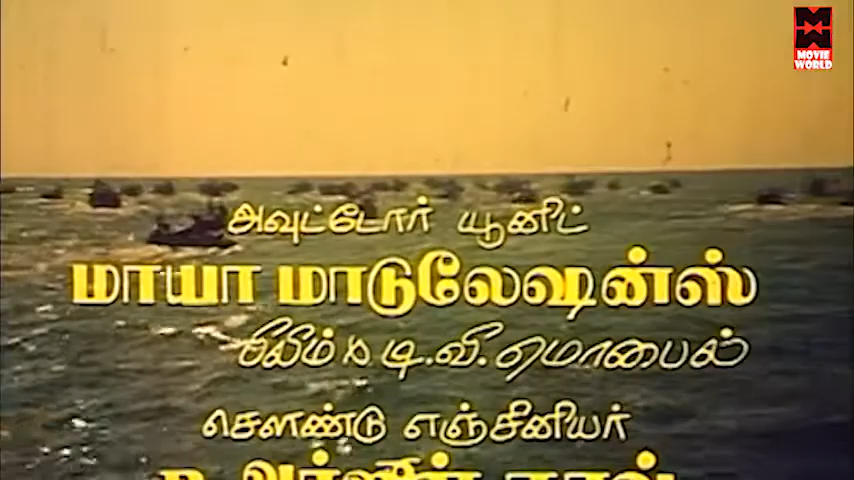 MOVIE
WORLD
அவுட்டோர் யூனிட்
மாயா மாடுலேஷன்ஸ்
டி.வி. மொபைல்
சௌண்டு எஞ்சினியர்